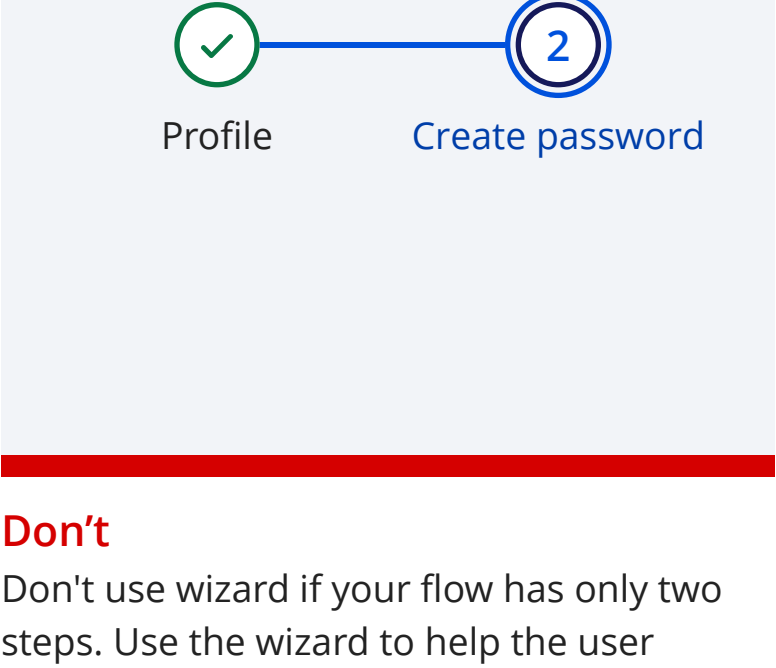 2
Profile
Create password
Don’t
Don't use wizard if your flow has only two
steps. Use the wizard to help the user